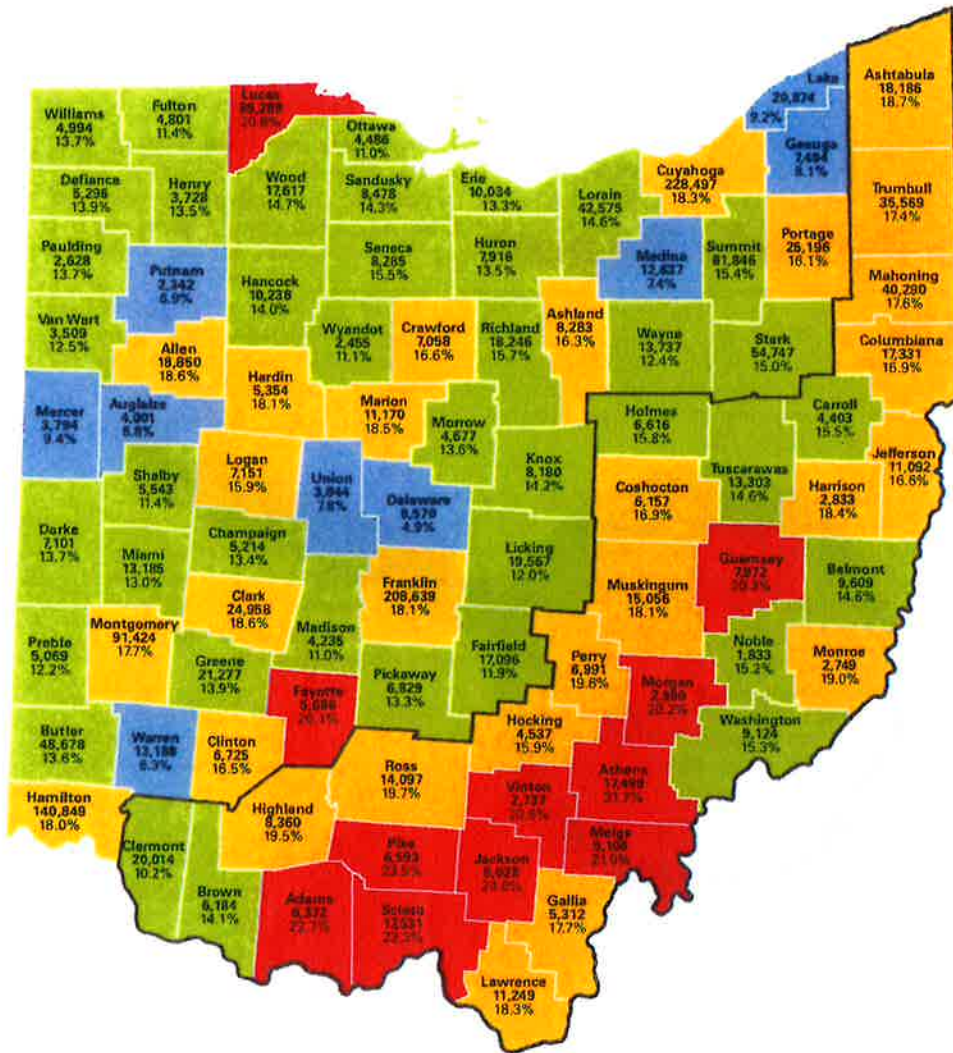 Williams
4,994
13.7%
Fulton
4,801
11.4%
Lucas
20.8%
Ottawa
4,486
11.0%
Lake
20,874
9.2%
Ashtabula
18,186
18.7%
Geauga
7,494
8.1%
Defiance
5,296
13.9%
Henry
3,728
13.5%
Wood
17,617
14.7%
Sandusky
8,478
14.3%
Erie
10,034
13.3%
Lorain
42,575
14.6%
Cuyahoga
228,497
18.3%
Trumbull
35,569
17.4%
Paulding
2,628
13.7%
Putnam
2,342
6.9%
Hancock
10,238
14.0%
Seneca
8,285
15.5%
Huron
7,916
13.5%
Medina
12,637
7.4%
Summit
81,846
15.4%
Portage
25,196
16.1%
Mahoning
40,290
17.6%
Van Wert
3,509
12.5%
Allen
18,850
18.6%
Wyandot
2,455
11.1%
Crawford
7,058
16.6%
Richland
18,246
15.7%
Ashland
8,283
16.3%
Wayne
13,737
12.4%
Stark
54,747
15.0%
Columbiana
17,331
16.9%
Mercer
3,794
9.4%
Auglaize
4,001
8.8%
Hardin
5,354
18.1%
Marion
11,170
18.5%
Morrow
4,677
13.6%
Holmes
6,616
15.8%
Carroll
4,403
15.5%
Jefferson
11,092
16.6%
Shelby
5,543
11.4%
Logan
7,151
15.9%
Union
3,844
7.8%
Delaware
8,578
4.9%
Knox
8,180
14.2%
Coshocton
6,157
16.9%
Tuscarawas
13,303
14.6%
Harrison
2,833
18.4%
Darke
7,101
13.7%
Miami
13,185
13.0%
Champaign
5,214
13.4%
Licking
19,557
12.0%
Guernsey
7,972
20.3%
Belmont
9,609
14.6%
Clark
24,958
18.6%
Franklin
208,639
18.1%
Muskingum
15,056
18.1%
Preble
5,069
12.2%
Montgomery
91,424
17.7%
Greene
21,277
13.9%
Madison
4,235
11.0%
Pickaway
6,829
13.3%
Fairfield
17,096
11.9%
Perry
6,991
19.6%
Morgan
20.2%
Noble
1,833
15.2%
Monroe
2,749
19.0%
Fayette
20.1%
Butler
48,678
13.6%
Warren
13,188
6.3%
Clinton
6,725
16.5%
Hocking
4,537
15.9%
Washington
9,124
15.3%
Ross
14,097
19.7%
Vinton
2,737
Athens
17,499
31.7%
Hamilton
140,849
18.0%
Highland
8,360
19.5%
Meigs
21.0%
Clermont
20,014
10.2%
Brown
6,184
14.1%
Pike
6,593
23.5%
Jackson
Adams
Scioto
Gallia
5,312
17.7%
Lawrence
11,249
18.3%